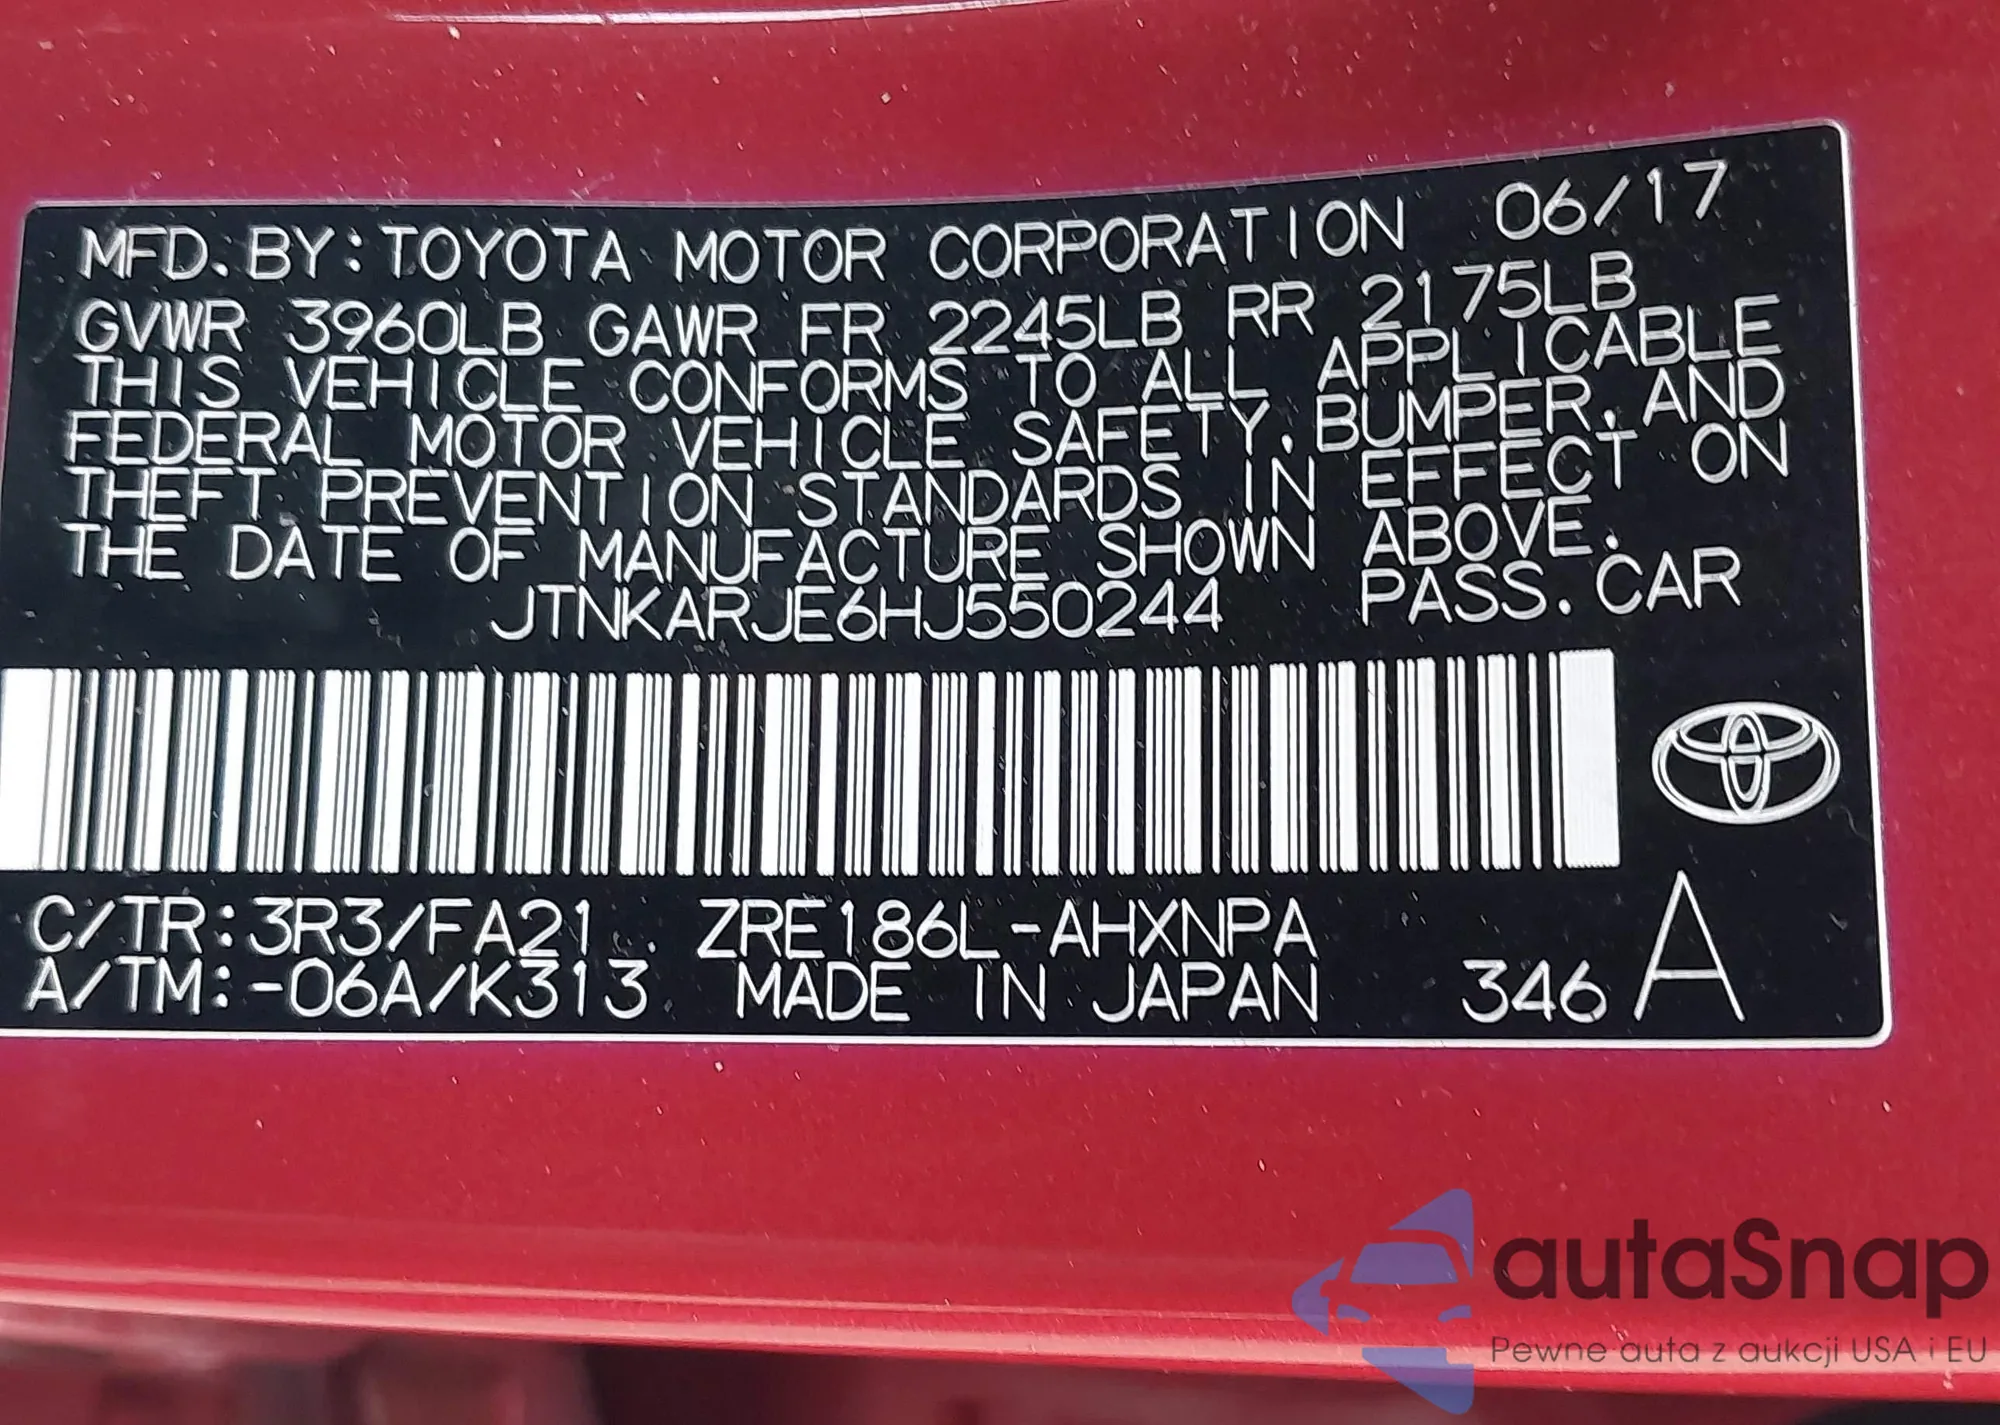 MFD. BY: TOYOTA MOTOR CORPORATION 06/17
GVWR 3960LB GAWR FR 2245LB RR 2175LB
THIS VEHICLE CONFORMS TO ALL APPLICABLE
FEDERAL MOTOR VEHICLE SAFETY, BUMPER, AND
THEFT PREVENTION STANDARDS IN EFFECT ON
THE DATE OF MANUFACTURE SHOWN ABOVE.
JTNKARJE6HJ550244 PASS. CAR
C/TR: 3R3/FA21 ZRE186L-AHXNPA
A/TM: -06A/K313 MADE IN JAPAN 346 A
autaSnap
Pewne auta z aukcji USA i EU